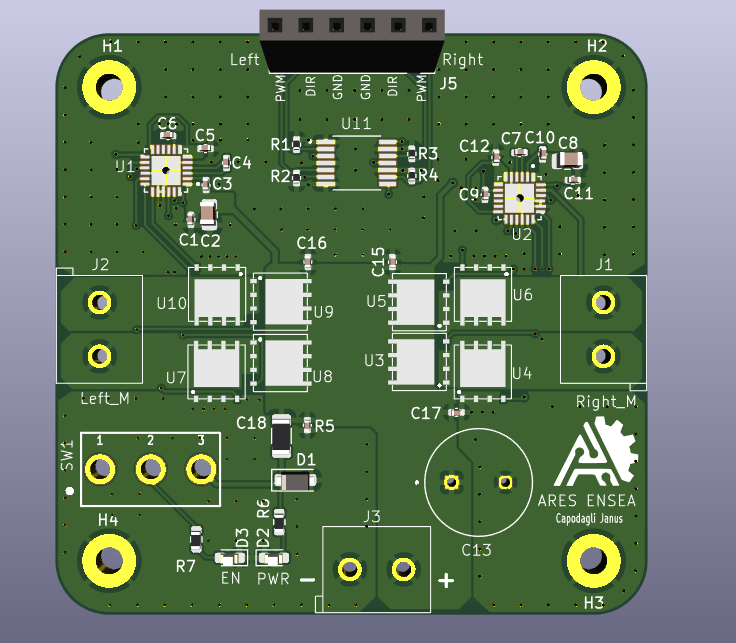 H1
H2
Left
Right
PWM
DIR
GND
GND
DIR
PWM
J5
C6
C5
U1
C4
C3
C1
C2
U11
R1
R2
R3
R4
C12
C7
C10
C8
C9
C11
U2
J2
C16
C15
J1
U10
U9
U5
U6
U7
U8
U3
U4
Left_M
Right_M
C17
C18
R5
SW1
1
2
3
D1
ARES ENSEA
Capodagli Janus
H4
R6
J3
C13
R7
D3
D2
EN
PWR
-
+
H3